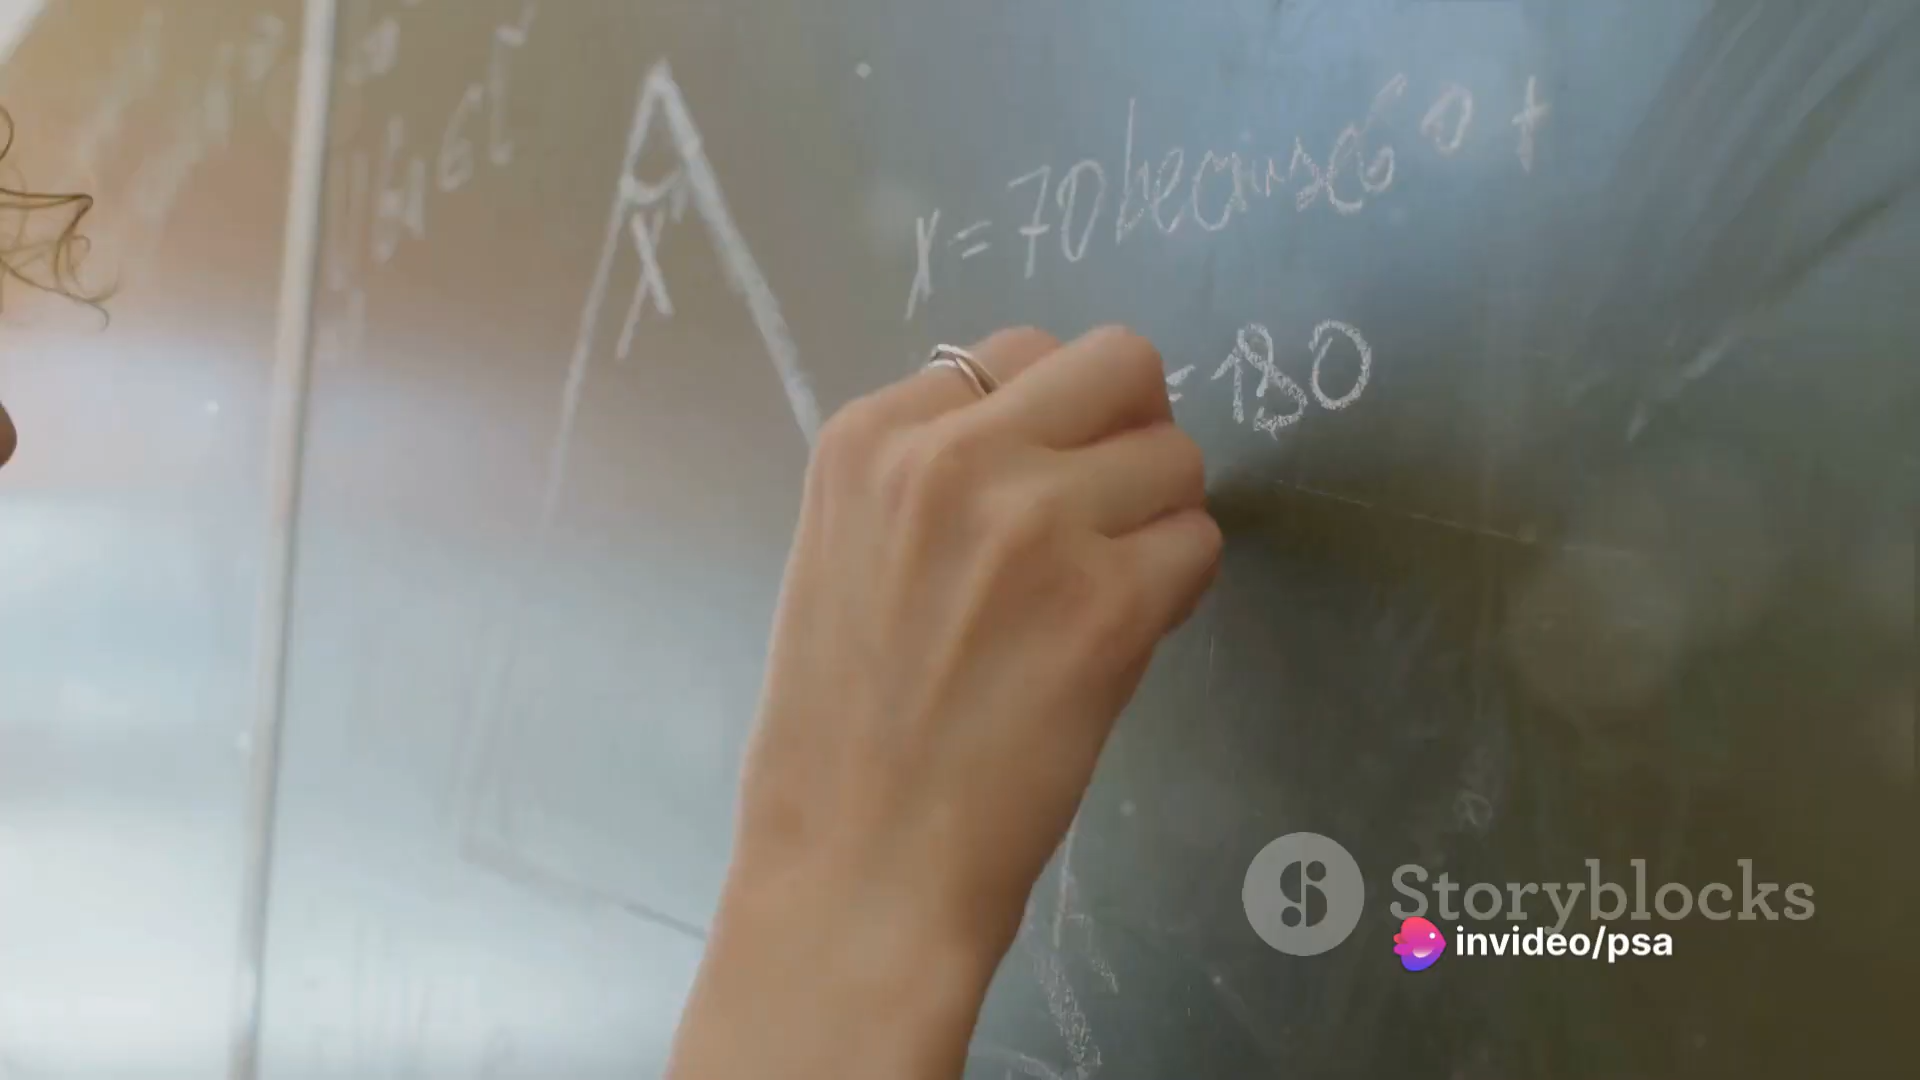 x
x = 70 because 60 +
= 180
Storyblocks
invideo/psa